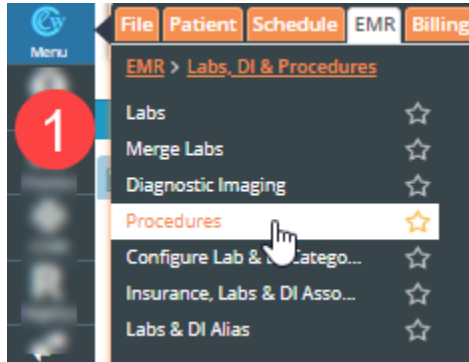 File Patient Schedule EMR Billing
Menu
EMR > Labs, DI & Procedures
1
Labs
Merge Labs
Diagnostic Imaging
Procedures
Configure Lab & Catego...
Insurance, Labs & DI Asso...
Labs & DI Alias
R